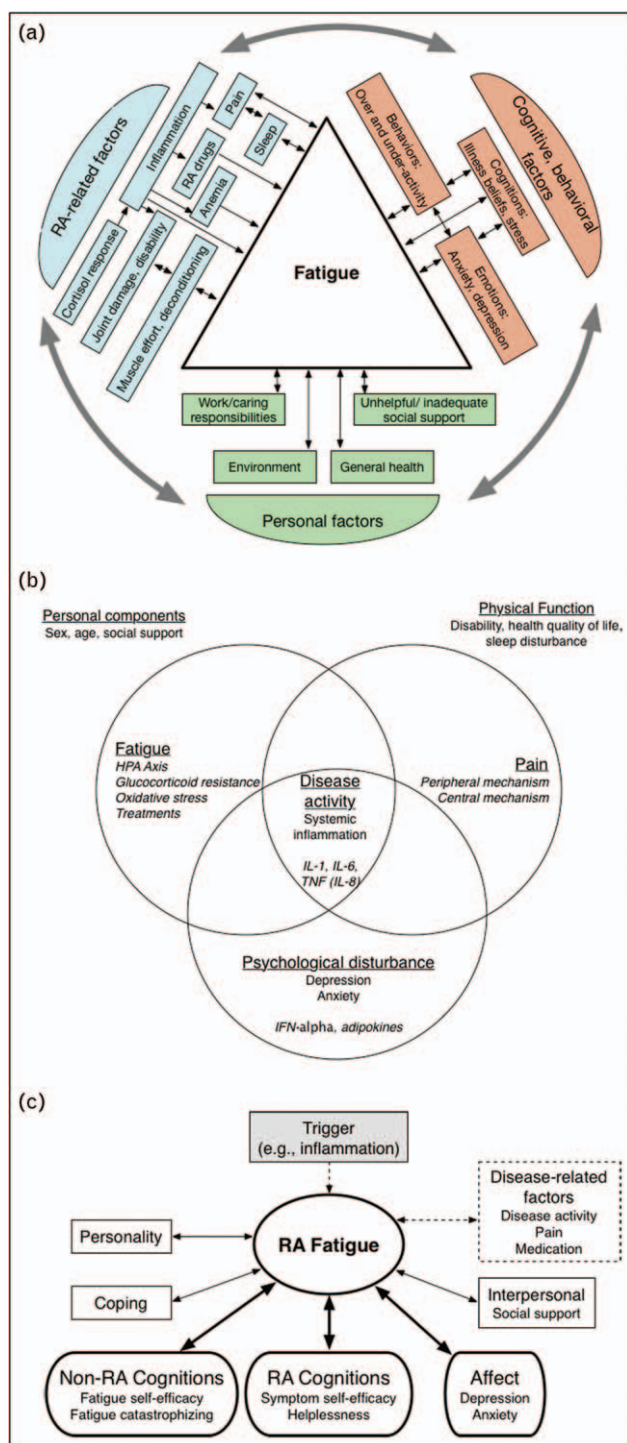 (a)
RA-related factors
Inflammation
Pain
Sleep
RA drugs
Anemia
Cortisol response
Joint damage, disability
Muscle effort, deconditioning
Fatigue
Behaviors:
Over and under-activity
Cognitions:
Illness beliefs, stress
Emotions:
Anxiety, depression
Cognitive, behavioral
factors
Work/caring
responsibilities
Unhelpful/ inadequate
social support
Environment
General health
Personal factors
(b)
Personal components
Sex, age, social support
Physical Function
Disability, health quality of life,
sleep disturbance
Fatigue
HPA Axis
Glucocorticoid resistance
Oxidative stress
Treatments
Disease
activity
Systemic
inflammation
IL-1, IL-6,
TNF (IL-8)
Pain
Peripheral mechanism
Central mechanism
Psychological disturbance
Depression
Anxiety
IFN-alpha, adipokines
(c)
Trigger
(e.g., inflammation)
Disease-related
factors
Disease activity
Pain
Medication
Personality
RA Fatigue
Coping
Interpersonal
Social support
Non-RA Cognitions
Fatigue self-efficacy
Fatigue catastrophizing
RA Cognitions
Symptom self-efficacy
Helplessness
Affect
Depression
Anxiety